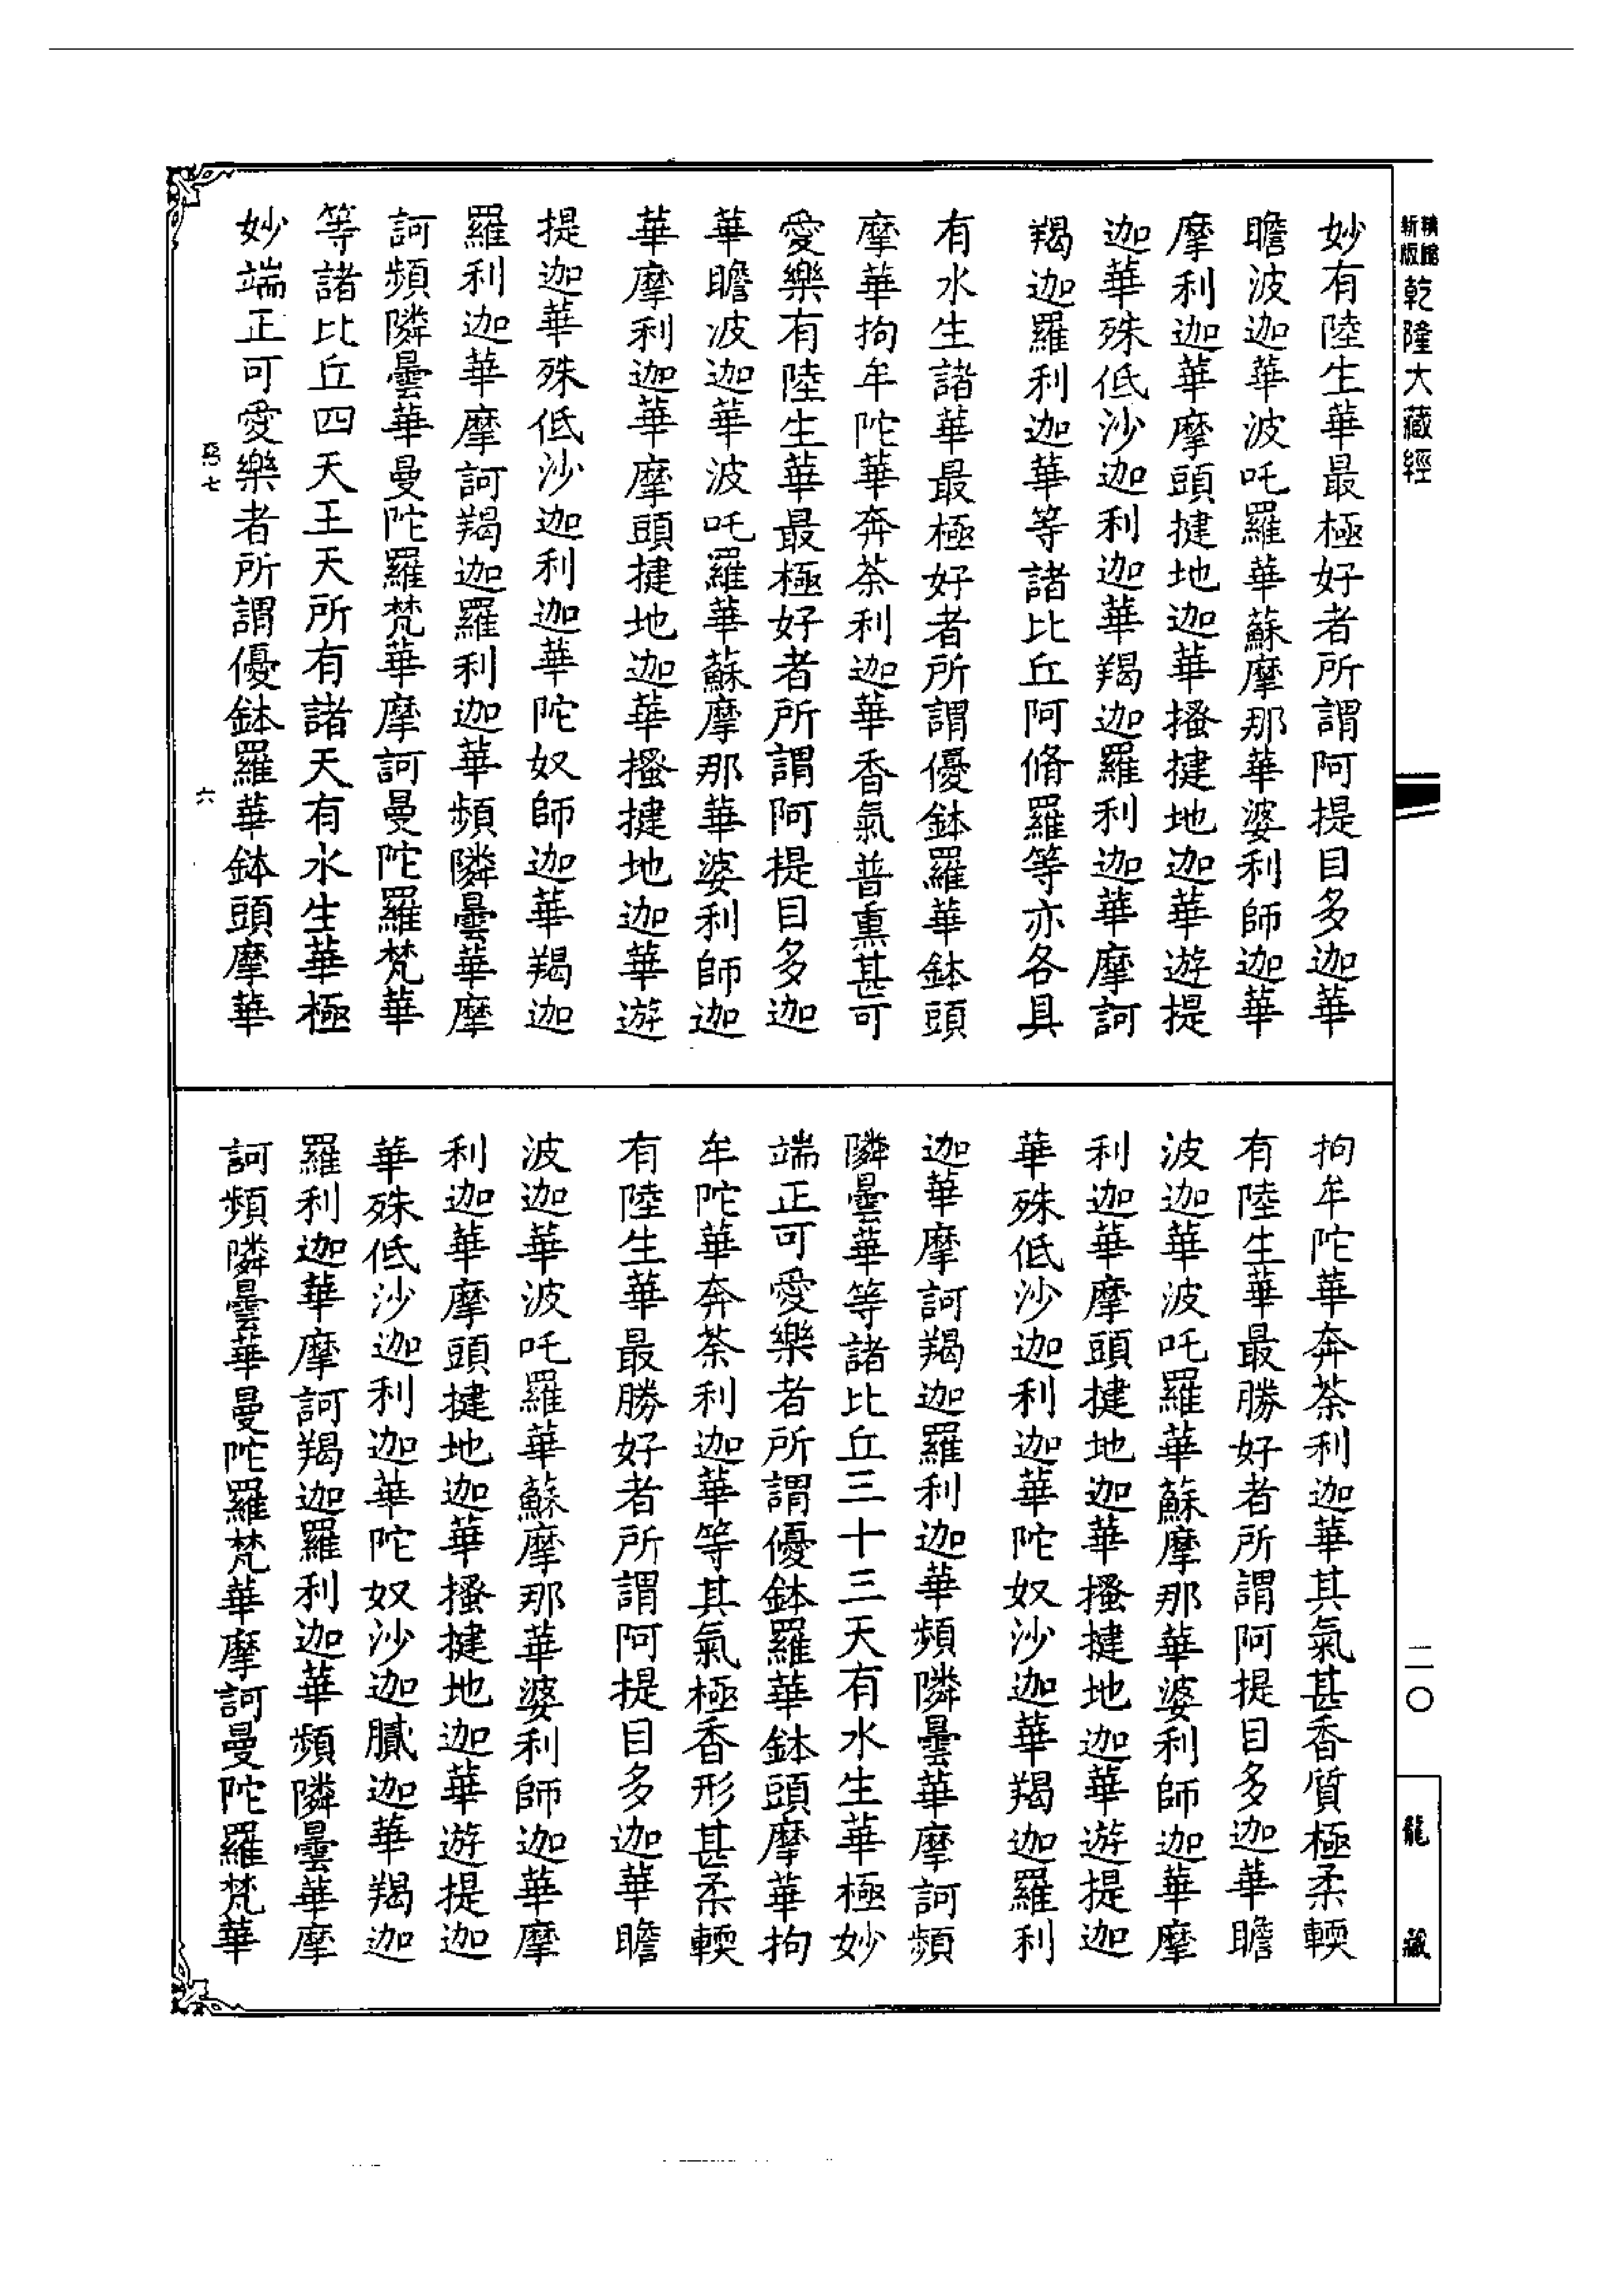 新版
乾隆大藏經
妙有陸生華最極好者所謂阿提目多迦華
瞻波迦華波吒羅華蘇摩那華婆利師迦華
摩利迦華摩頭揵地迦華搔揵地迦華遊提
迦華殊低沙迦利迦華羯迦羅利迦華摩訶
羯迦羅利迦華等諸比丘阿脩羅等亦各具
有水生諸華最極好者所謂優鉢羅華鉢頭
摩華拘牟陀華奔荼利迦華香氣普熏甚可
愛樂有陸生華最極好者所謂阿提目多迦
華瞻波迦華波吒羅華蘇摩那華婆利師迦
華摩利迦華摩頭揵地迦華搔揵地迦華遊
提迦華殊低沙迦利迦華陀奴師迦華羯迦
羅利迦華摩訶羯迦羅利迦華頻隣曇華摩
訶頻隣曇華曼陀羅梵華摩訶曼陀羅梵華
等諸比丘四天王天所有諸天有水生華極
妙端正可愛樂者所謂優鉢羅華鉢頭摩華
惡七
六
拘牟陀華奔荼利迦華其氣甚香質極柔輭
有陸生華最勝好者所謂阿提目多迦華瞻
波迦華波吒羅華蘇摩那華婆利師迦華摩
利迦華摩頭揵地迦華搔揵地迦華遊提迦
華殊低沙迦利迦華陀奴沙迦華羯迦羅利
迦華摩訶羯迦羅利迦華頻隣曇華摩訶頻
隣曇華等諸比丘三十三天有水生華極妙
端正可愛樂者所謂優鉢羅華鉢頭摩華拘
牟陀華奔荼利迦華等其氣極香形甚柔輭
有陸生華最勝好者所謂阿提目多迦華瞻
波迦華波吒羅華蘇摩那華婆利師迦華摩
利迦華摩頭揵地迦華搔揵地迦華遊提迦
華殊低沙迦利迦華陀奴沙迦膩迦華羯迦
羅利迦華摩訶羯迦羅利迦華頻隣曇華摩
訶頻隣曇華曼陀羅梵華摩訶曼陀羅梵華
二〇
龍藏